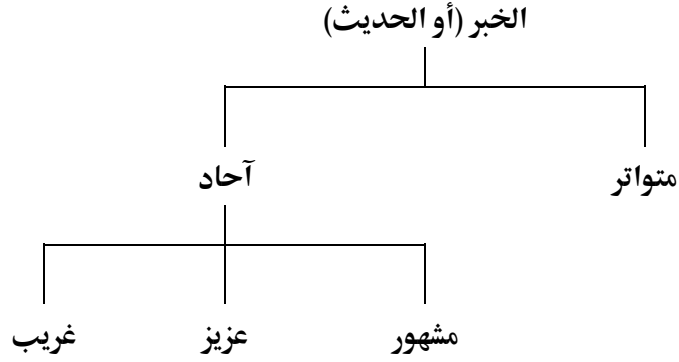 الخبر (أو الحديث)
متواتر آحاد
مشهور عزيز غريب